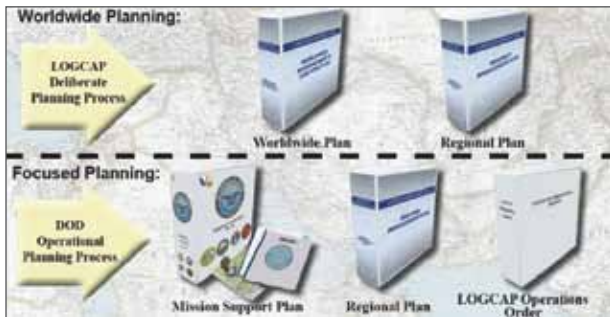 Worldwide Planning:
LOGCAP
Deliberate
Planning Process
Worldwide Plan
Regional Plan
Focused Planning:
DOD
Operational
Planning Process
Mission Support Plan
Regional Plan
LOGCAP Operations
Order